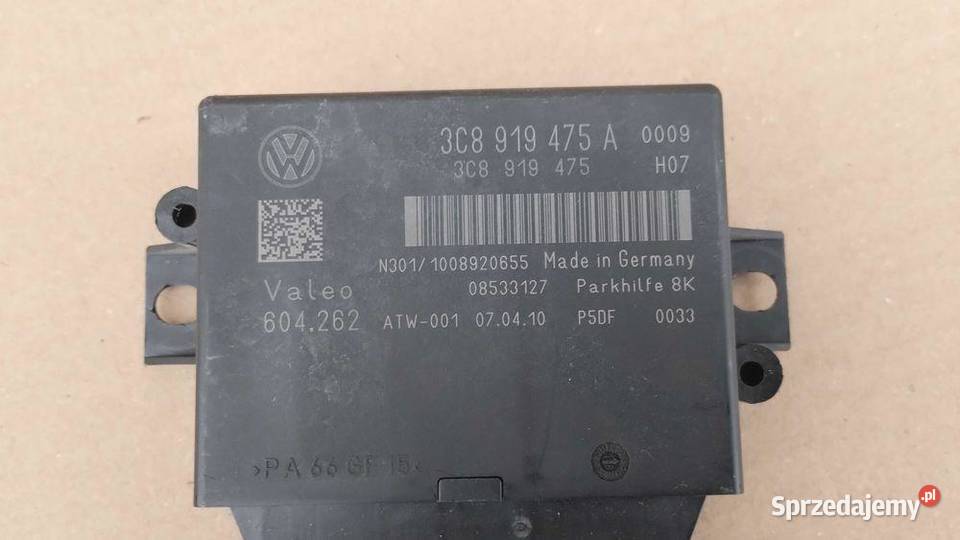 3C8 919 475 A 0009
3C8 919 475 H07
N301/1008920655 Made in Germany
Valeo 08533127 Parkhilfe 8K
604.262 ATW-001 07.04.10 P5DF 0033
>PA 66 GF 15<
Sprzedajemy.pl